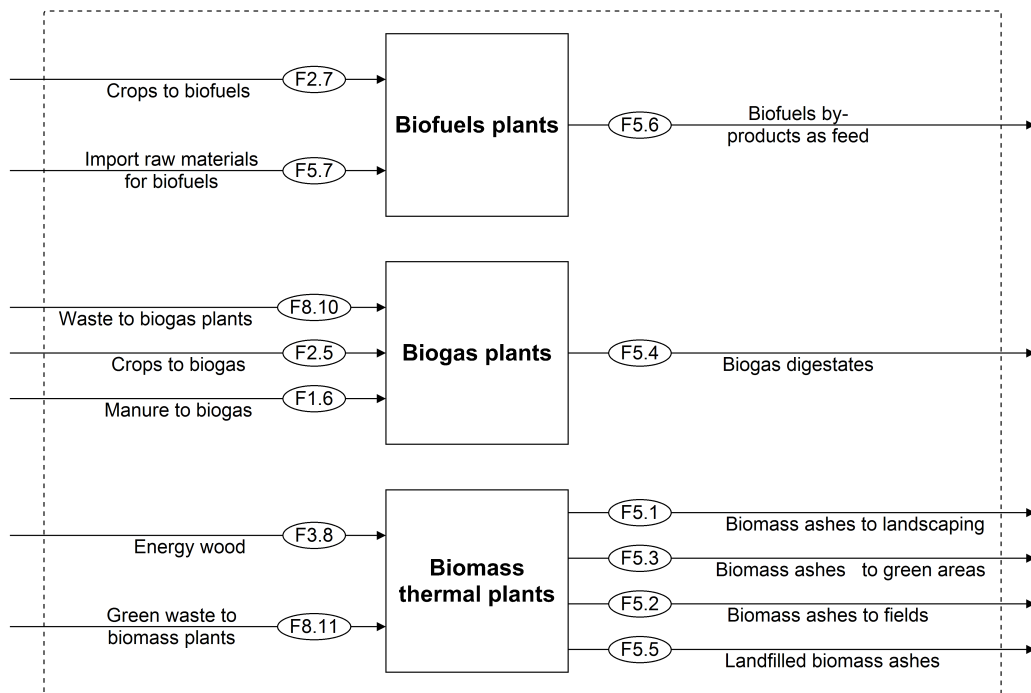 F2.7
Crops to biofuels
Import raw materials
for biofuels
F5.7
Biofuels plants
F5.6
Biofuels by-
products as feed
F8.10
Waste to biogas plants
F2.5
Crops to biogas
F1.6
Manure to biogas
Biogas plants
F5.4
Biogas digestates
F3.8
Energy wood
Green waste to
biomass plants
F8.11
Biomass
thermal plants
F5.1
Biomass ashes to landscaping
F5.3
Biomass ashes to green areas
F5.2
Biomass ashes to fields
F5.5
Landfilled biomass ashes